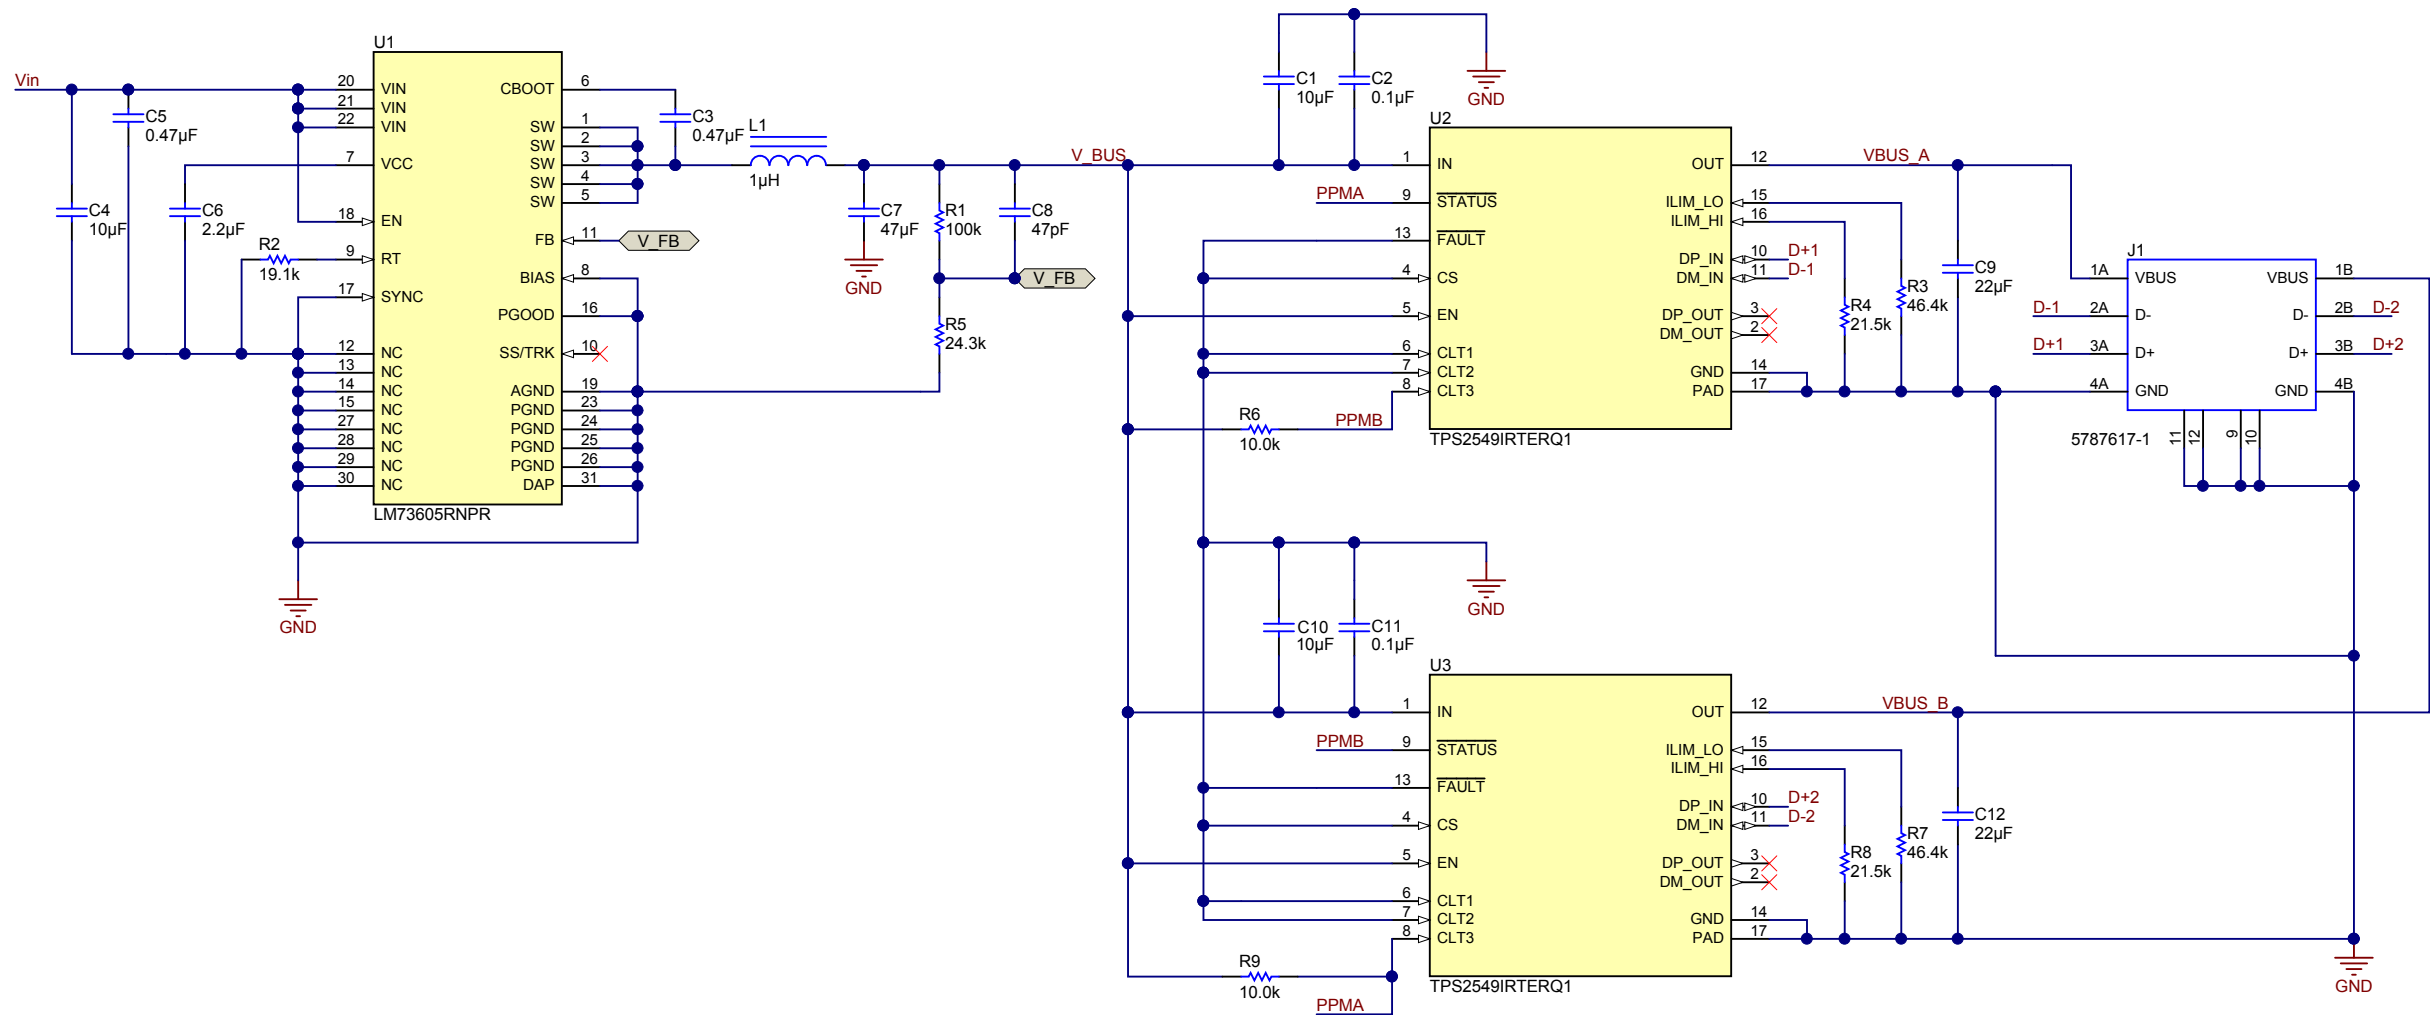 Vin
U1
20 VIN
21 VIN
22 VIN
7 VCC
18 EN
9 RT
17 SYNC
12 NC
13 NC
14 NC
15 NC
27 NC
28 NC
29 NC
30 NC
CBOOT 6
SW 1
SW 2
SW 3
SW 4
SW 5
FB 11
BIAS 8
PGOOD 16
SS/TRK 10
AGND 19
PGND 23
PGND 24
PGND 25
PGND 26
DAP 31
LM73605RNPR
C5
0.47µF
C4
10µF
C6
2.2µF
R2
19.1k
GND
V_FB
C3
0.47µF
L1
1µH
C7
47µF
GND
R1
100k
C8
47pF
V_FB
R5
24.3k
V_BUS
C1
10µF
C2
0.1µF
GND
U2
1 IN
PPMA
9 STATUS
13 FAULT
4 CS
5 EN
6 CLT1
7 CLT2
8 CLT3
OUT 12
ILIM_LO 15
ILIM_HI 16
DP_IN 10 D+1
DM_IN 11 D-1
DP_OUT 3
DM_OUT 2
GND 14
PAD 17
TPS2549IRTERQ1
R6
10.0k
PPMB
VBUS_A
R4
21.5k
R3
46.4k
C9
22µF
J1
1A VBUS
D-1 2A D-
D+1 3A D+
4A GND
VBUS 1B
D- 2B D-2
D+ 3B D+2
GND 4B
5787617-1
11
12
9
10
GND
C10
10µF
C11
0.1µF
U3
1 IN
PPMB
9 STATUS
13 FAULT
4 CS
5 EN
6 CLT1
7 CLT2
8 CLT3
OUT 12
ILIM_LO 15
ILIM_HI 16
DP_IN 10 D+2
DM_IN 11 D-2
DP_OUT 3
DM_OUT 2
GND 14
PAD 17
TPS2549IRTERQ1
R9
10.0k
PPMA
VBUS_B
R8
21.5k
R7
46.4k
C12
22µF
GND